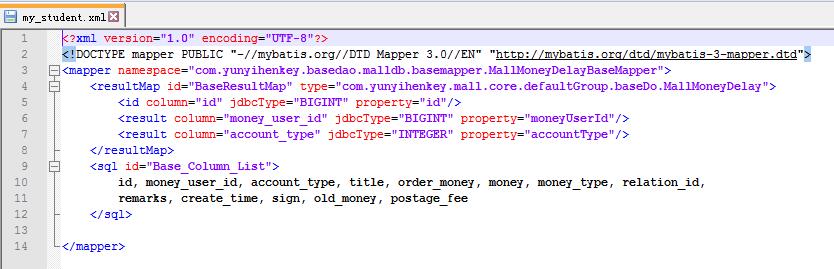 my_student.xml
1 <?xml version="1.0" encoding="UTF-8"?>
2 <!DOCTYPE mapper PUBLIC "-//mybatis.org//DTD Mapper 3.0//EN" "http://mybatis.org/dtd/mybatis-3-mapper.dtd">
3 <mapper namespace="com.yunyihenkey.basedao.malldb.basemapper.MallMoneyDelayBaseMapper">
4 <resultMap id="BaseResultMap" type="com.yunyihenkey.mall.core.defaultGroup.baseDo.MallMoneyDelay">
5 <id column="id" jdbcType="BIGINT" property="id"/>
6 <result column="money_user_id" jdbcType="BIGINT" property="moneyUserId"/>
7 <result column="account_type" jdbcType="INTEGER" property="accountType"/>
8 </resultMap>
9 <sql id="Base_Column_List">
10 id, money_user_id, account_type, title, order_money, money, money_type, relation_id,
11 remarks, create_time, sign, old_money, postage_fee
12 </sql>
13
14 </mapper>